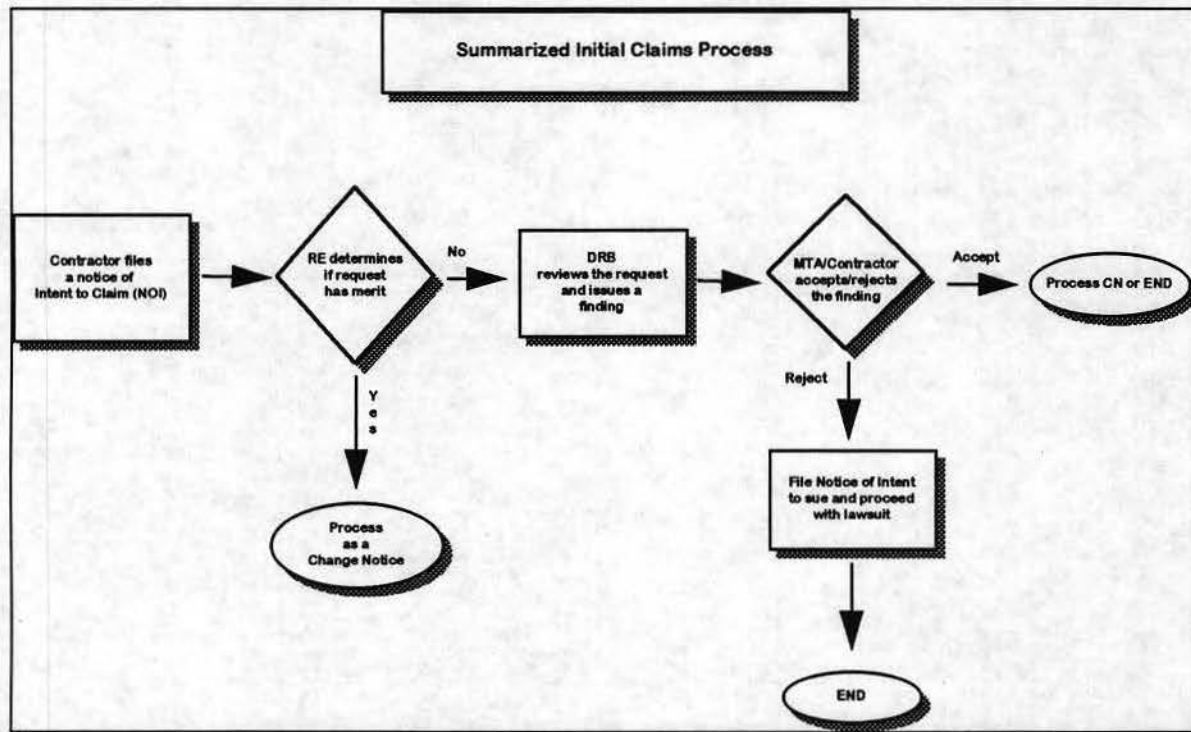 Summarized Initial Claims Process
Contractor files
a notice of
Intent to Claim (NOI)
RE determines
if request
has merit
No
DRB
reviews the request
and issues a
finding
MTA/Contractor
accepts/rejects
the finding
Accept
Process CN or END
Yes
Process
as a
Change Notice
Reject
File Notice of Intent
to sue and proceed
with lawsuit
END